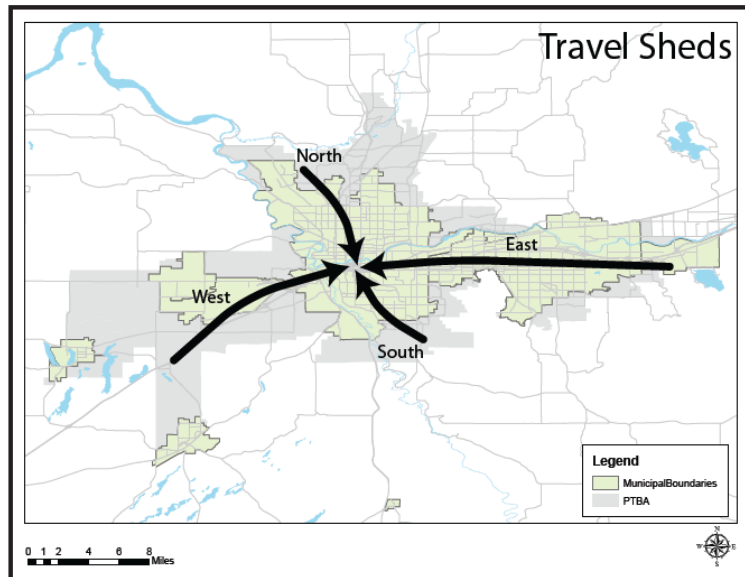 Travel Sheds
North
East
West
South
Legend
MunicipalBoundaries
PTBA
0 1 2 4 6 8
Miles
N
W E
S